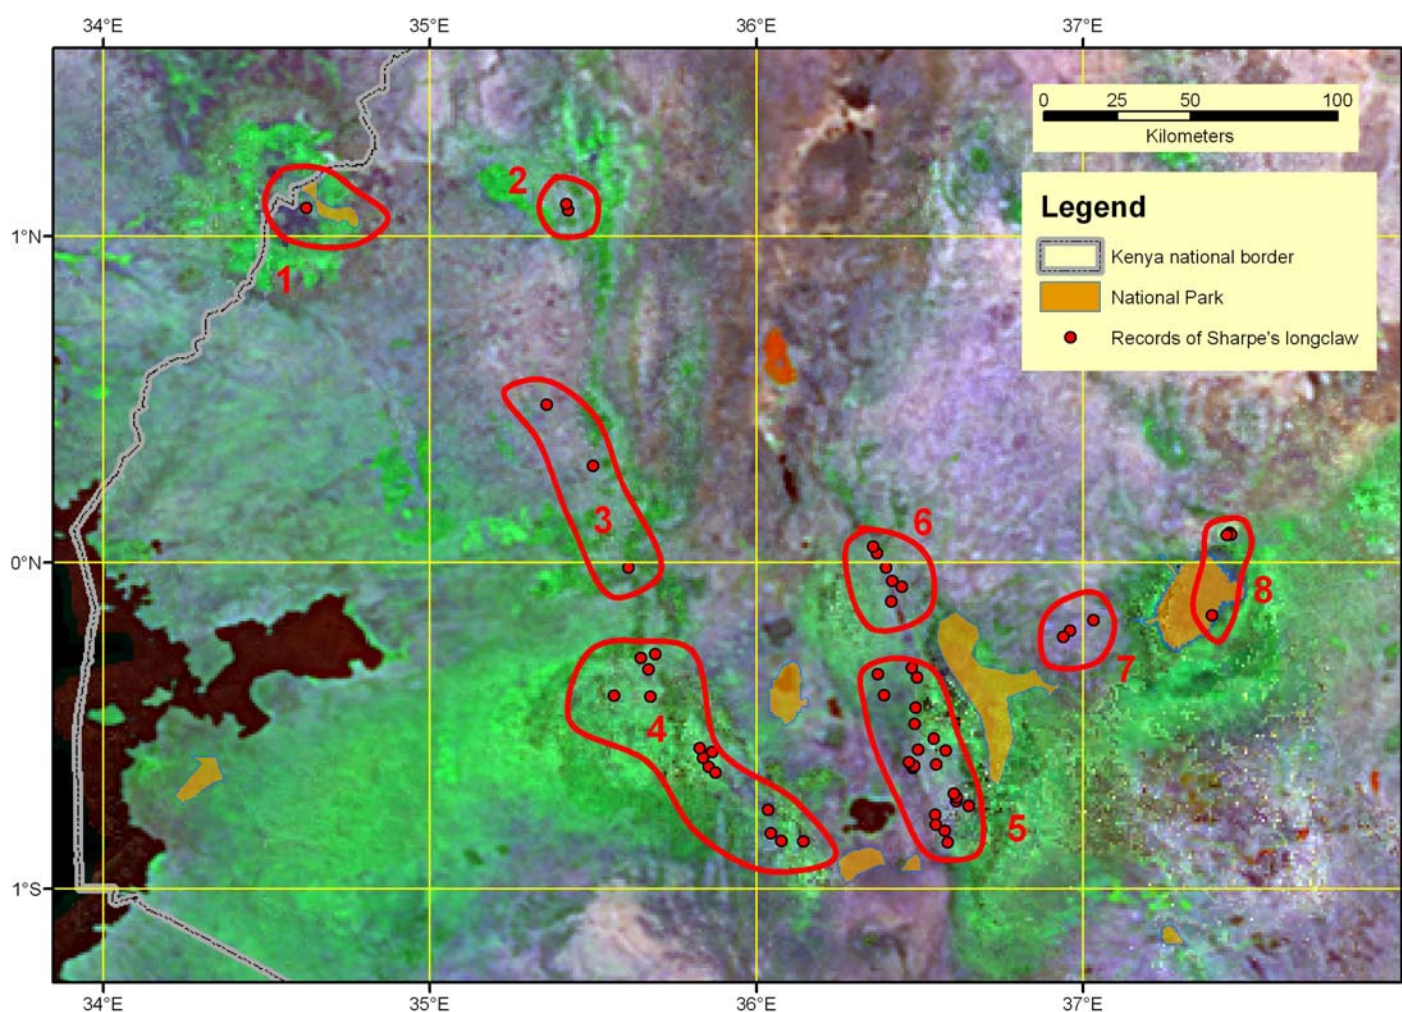 34°E 35°E 36°E 37°E
0 25 50 100
Kilometers
Legend
Kenya national border
National Park
Records of Sharpe's longclaw
1°N
0°N
1°S
1
2
3
4
5
6
7
8
34°E 35°E 36°E 37°E